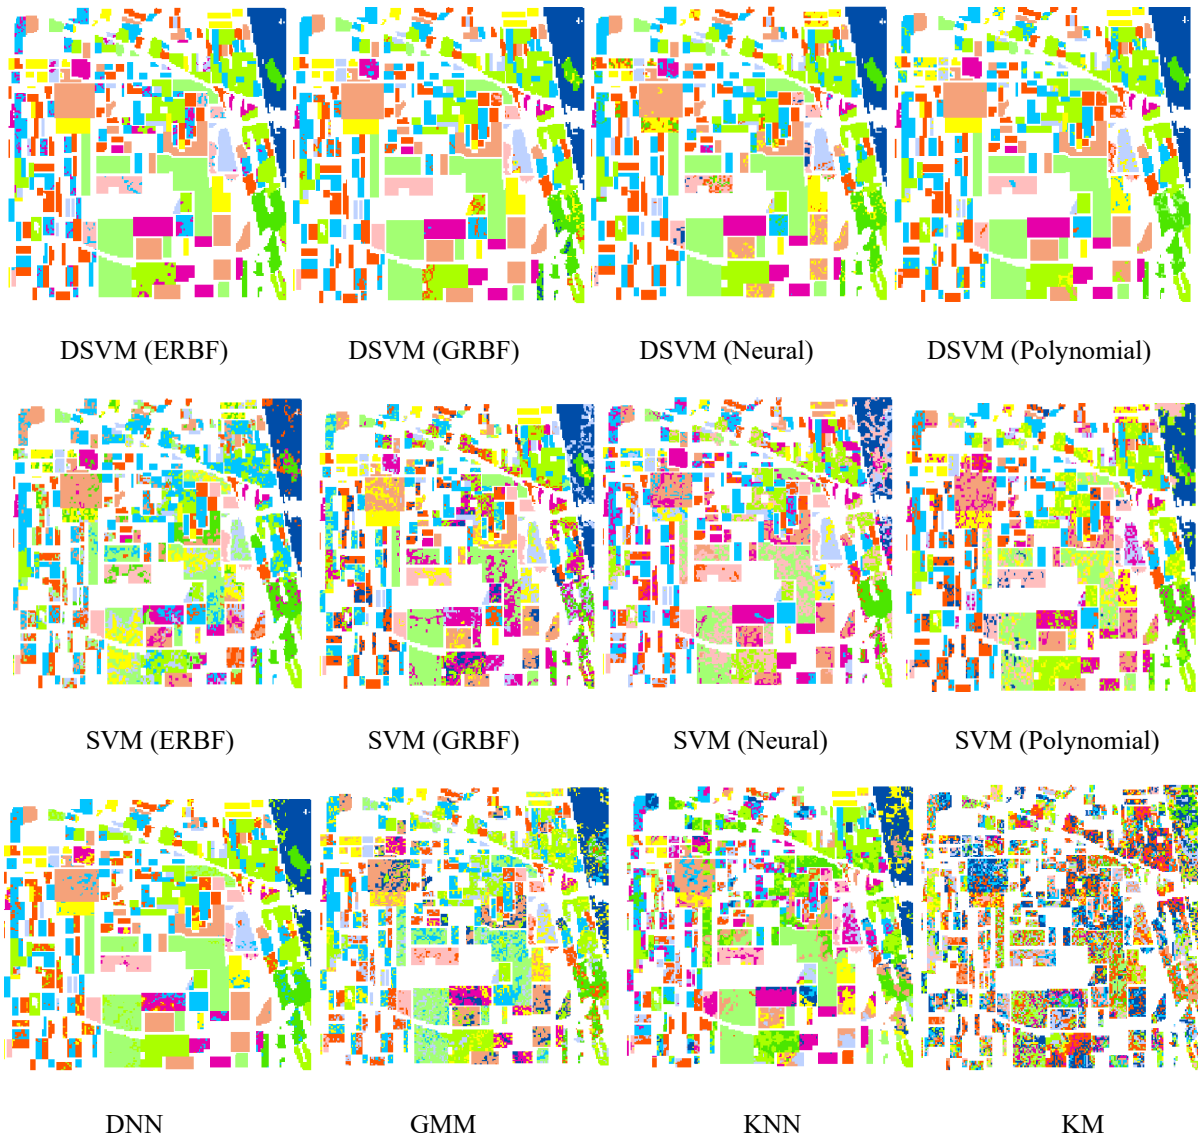 DSVM (ERBF) DSVM (GRBF) DSVM (Neural) DSVM (Polynomial)
SVM (ERBF) SVM (GRBF) SVM (Neural) SVM (Polynomial)
DNN GMM KNN KM